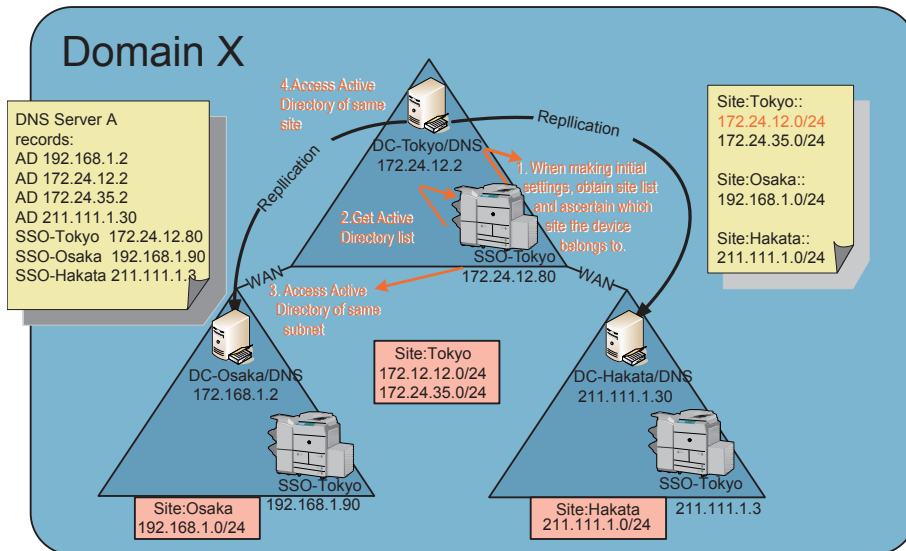 Domain X
DNS Server A
records:
AD 192.168.1.2
AD 172.24.12.2
AD 172.24.35.2
AD 211.111.1.30
SSO-Tokyo 172.24.12.80
SSO-Osaka 192.168.1.90
SSO-Hakata 211.111.1.3
4.Access Active
Directory of same
site
Repllication
Repllication
DC-Tokyo/DNS
172.24.12.2
1. When making initial
settings, obtain site list
and ascertain which
site the device
belongs to.
2.Get Active
Directory list
SSO-Tokyo
172.24.12.80
Site:Tokyo::
172.24.12.0/24
172.24.35.0/24
Site:Osaka::
192.168.1.0/24
Site:Hakata::
211.111.1.0/24
WAN
WAN
3. Access Active
Directory of same
subnet
DC-Osaka/DNS
172.168.1.2
Site:Tokyo
172.12.12.0/24
172.24.35.0/24
DC-Hakata/DNS
211.111.1.30
SSO-Tokyo
192.168.1.90
Site:Osaka
192.168.1.0/24
SSO-Tokyo
211.111.1.3
Site:Hakata
211.111.1.0/24